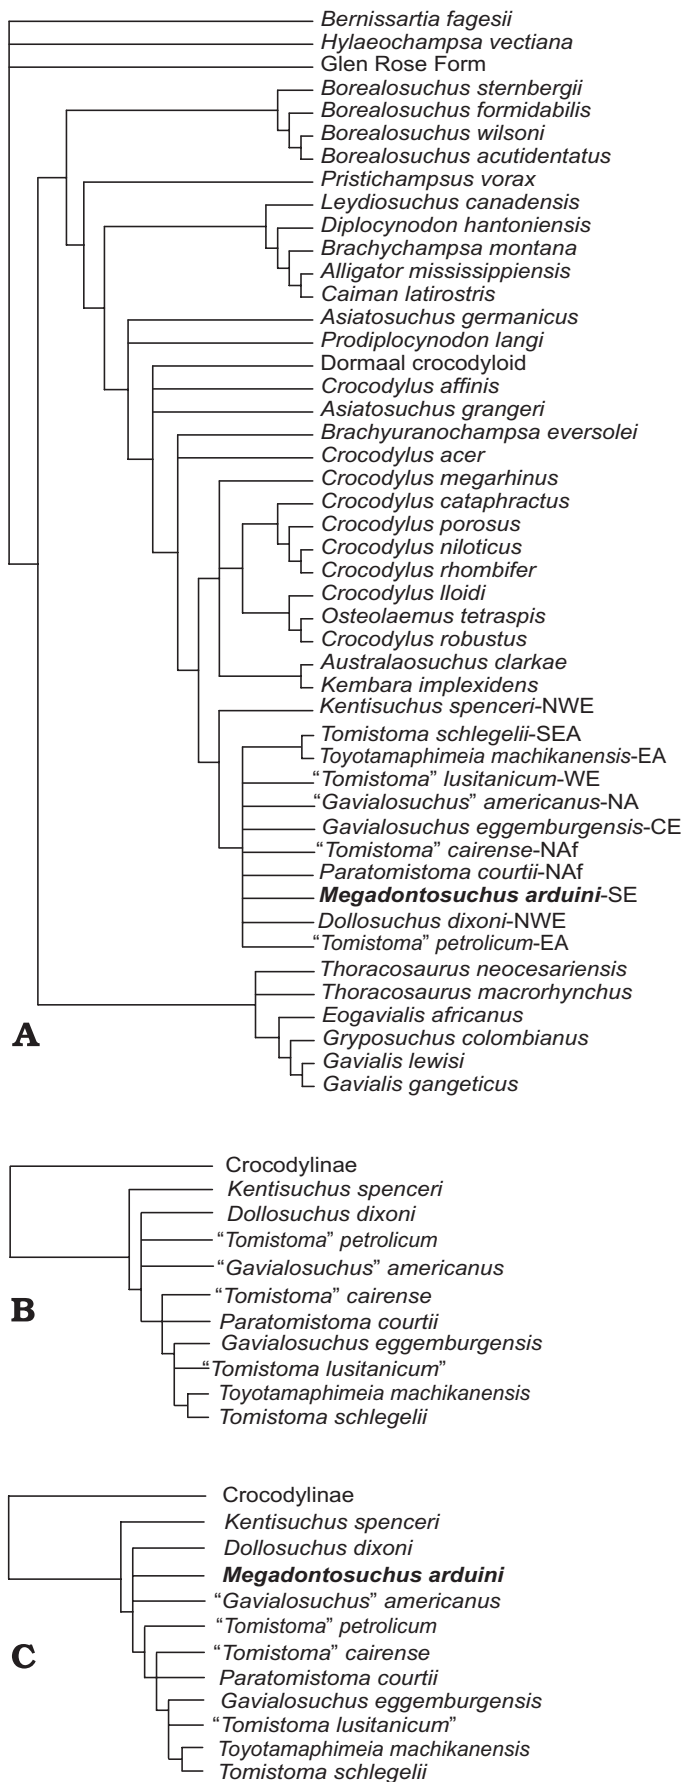 Bernissartia fagesii
Hylaeochampsa vectiana
Glen Rose Form
Borealosuchus sternbergii
Borealosuchus formidabilis
Borealosuchus wilsoni
Borealosuchus acutidentatus
Pristichampsus vorax
Leydiosuchus canadensis
Diplocynodon hantoniensis
Brachychampsa montana
Alligator mississippiensis
Caiman latirostris
Asiatosuchus germanicus
Prodiplocynodon langi
Dormaal crocodyloid
Crocodylus affinis
Asiatosuchus grangeri
Brachyuranochampsa eversolei
Crocodylus acer
Crocodylus megarhinus
Crocodylus cataphractus
Crocodylus porosus
Crocodylus niloticus
Crocodylus rhombifer
Crocodylus lloidi
Osteolaemus tetraspis
Crocodylus robustus
Australaosuchus clarkae
Kembara implexidens
Kentisuchus spenceri-NWE
Tomistoma schlegelii-SEA
Toyotamaphimeia machikanensis-EA
“Tomistoma” lusitanicum-WE
“Gavialosuchus” americanus-NA
Gavialosuchus eggemburgensis-CE
“Tomistoma” cairense-NAf
Paratomistoma courtii-NAf
Megadontosuchus arduini-SE
Dollosuchus dixoni-NWE
“Tomistoma” petrolicum-EA
Thoracosaurus neocesariensis
Thoracosaurus macrorhynchus
Eogavialis africanus
A
Gryposuchus colombianus
Gavialis lewisi
Gavialis gangeticus
Crocodylinae
Kentisuchus spenceri
Dollosuchus dixoni
“Tomistoma” petrolicum
“Gavialosuchus” americanus
“Tomistoma” cairense
B
Paratomistoma courtii
Gavialosuchus eggemburgensis
“Tomistoma lusitanicum”
Toyotamaphimeia machikanensis
Tomistoma schlegelii
Crocodylinae
Kentisuchus spenceri
Dollosuchus dixoni
Megadontosuchus arduini
“Gavialosuchus” americanus
“Tomistoma” petrolicum
“Tomistoma” cairense
C
Paratomistoma courtii
Gavialosuchus eggemburgensis
“Tomistoma lusitanicum”
Toyotamaphimeia machikanensis
Tomistoma schlegelii